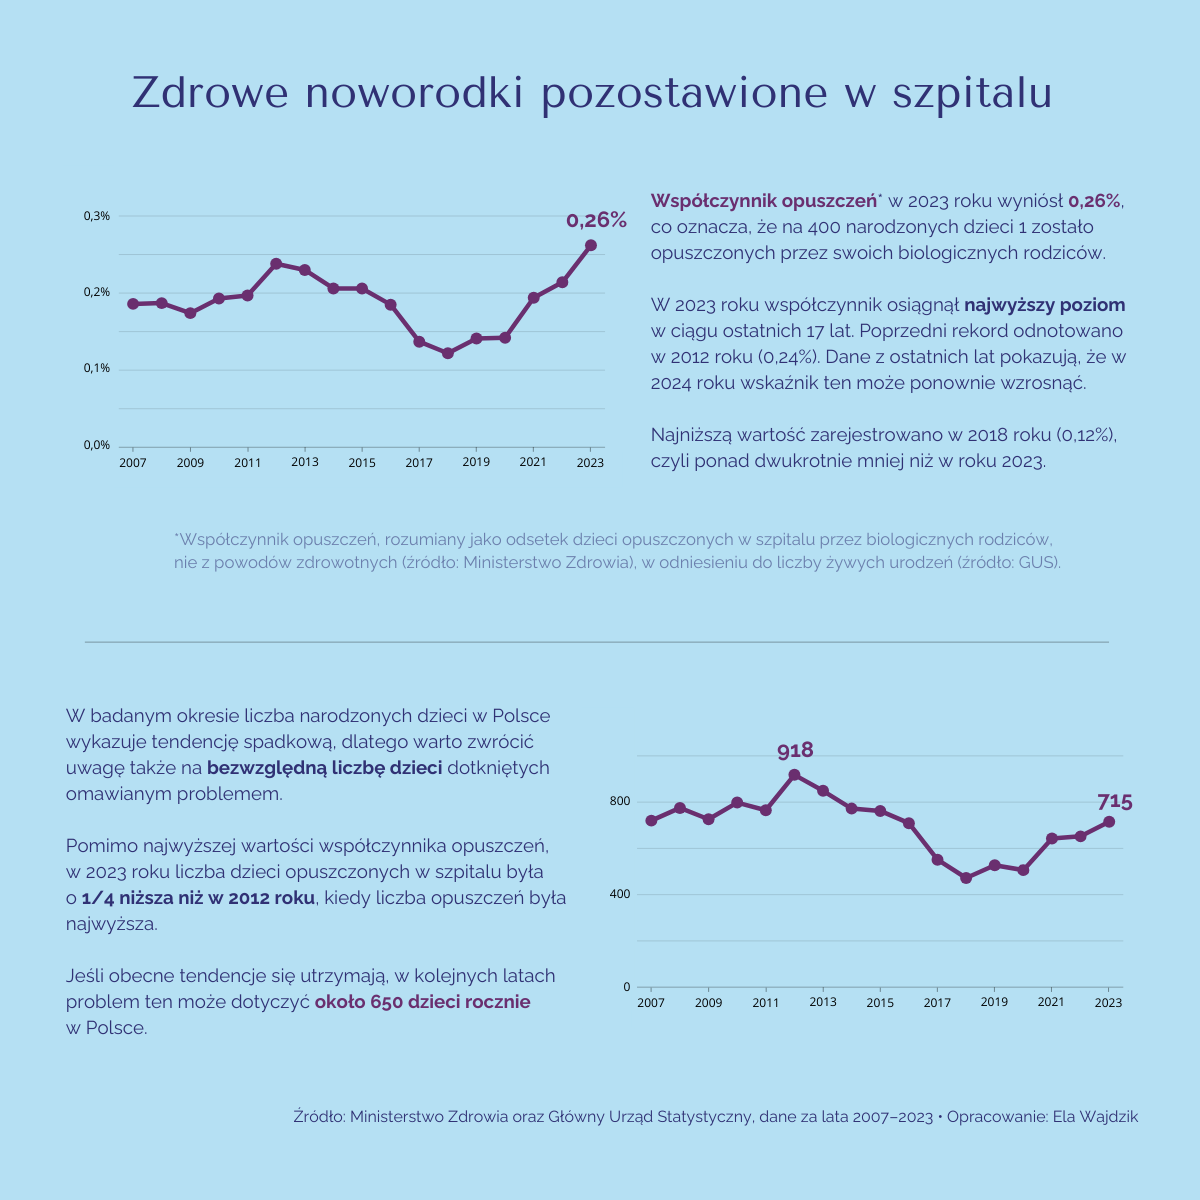 Zdrowe noworodki pozostawione w szpitalu
0,3%
0,2%
0,1%
0,0%
0,26%
2007 2009 2011 2013 2015 2017 2019 2021 2023
Współczynnik opuszczeń* w 2023 roku wyniósł 0,26%,
co oznacza, że na 400 narodzonych dzieci 1 zostało
opuszczonych przez swoich biologicznych rodziców.
W 2023 roku współczynnik osiągnął najwyższy poziom
w ciągu ostatnich 17 lat. Poprzedni rekord odnotowano
w 2012 roku (0,24%). Dane z ostatnich lat pokazują, że w
2024 roku wskaźnik ten może ponownie wzrosnąć.
Najniższą wartość zarejestrowano w 2018 roku (0,12%),
czyli ponad dwukrotnie mniej niż w roku 2023.
*Współczynnik opuszczeń, rozumiany jako odsetek dzieci opuszczonych w szpitalu przez biologicznych rodziców,
nie z powodów zdrowotnych (źródło: Ministerstwo Zdrowia), w odniesieniu do liczby żywych urodzeń (źródło: GUS).
W badanym okresie liczba narodzonych dzieci w Polsce
wykazuje tendencję spadkową, dlatego warto zwrócić
uwagę także na bezwzględną liczbę dzieci dotkniętych
omawianym problemem.
Pomimo najwyższej wartości współczynnika opuszczeń,
w 2023 roku liczba dzieci opuszczonych w szpitalu była
o 1/4 niższa niż w 2012 roku, kiedy liczba opuszczeń była
najwyższa.
Jeśli obecne tendencje się utrzymają, w kolejnych latach
problem ten może dotyczyć około 650 dzieci rocznie
w Polsce.
918
715
800
400
0
2007 2009 2011 2013 2015 2017 2019 2021 2023
Źródło: Ministerstwo Zdrowia oraz Główny Urząd Statystyczny, dane za lata 2007–2023 • Opracowanie: Ela Wajdzik